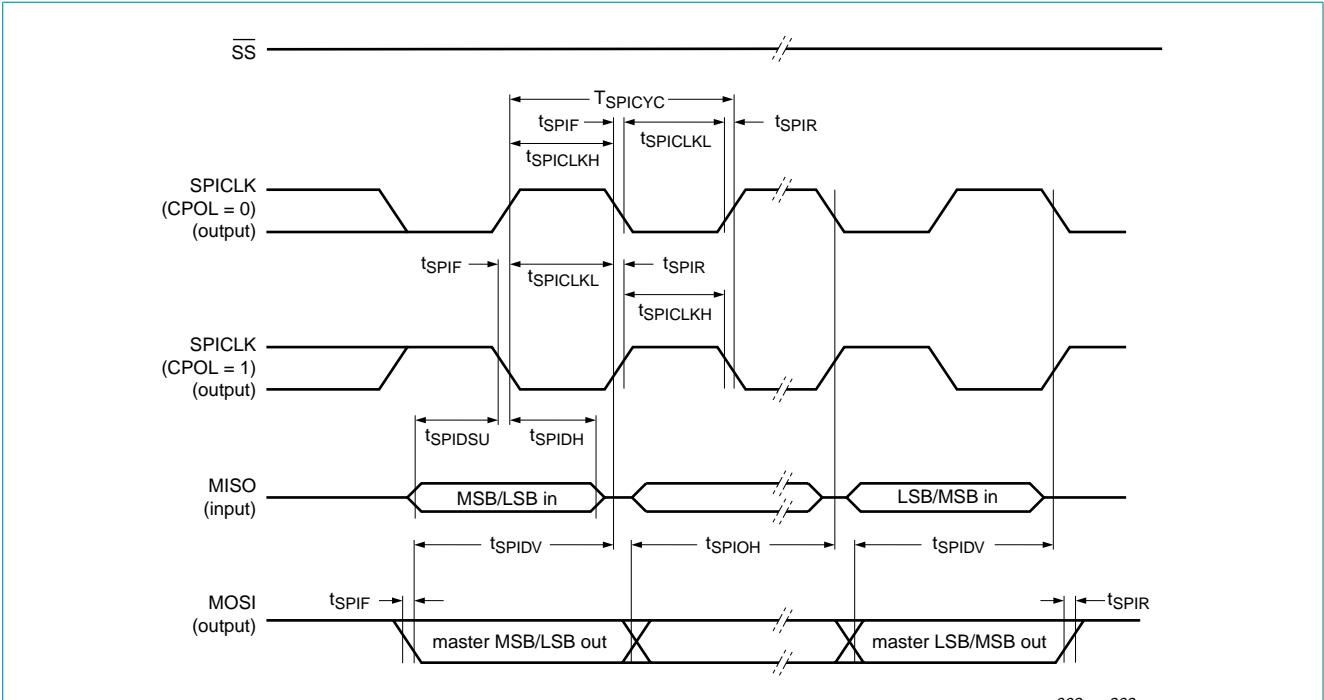 SS
TSPICYC
tSPIF
tSPICLKL
tSPIR
tSPICLKH
SPICLK
(CPOL = 0)
(output)
tSPIF
tSPICLKL
tSPIR
tSPICLKH
SPICLK
(CPOL = 1)
(output)
tSPIDSU
tSPIDH
MISO
(input)
MSB/LSB in
LSB/MSB in
tSPIDV
tSPIOH
tSPIDV
MOSI
(output)
tSPIF
tSPIR
master MSB/LSB out
master LSB/MSB out